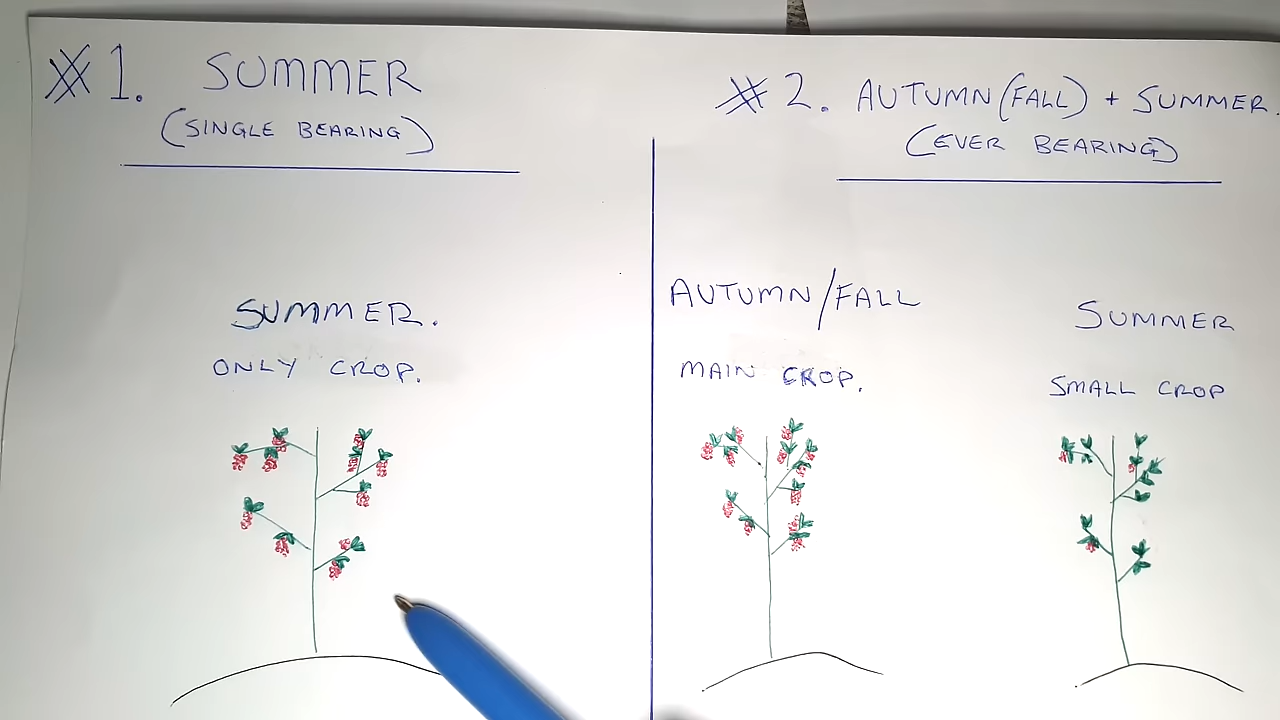 #1. SUMMER
(SINGLE BEARING)
SUMMER.
ONLY CROP.
#2. AUTUMN(FALL) + SUMMER.
(EVER BEARING)
AUTUMN/FALL
MAIN CROP.
SUMMER
SMALL CROP